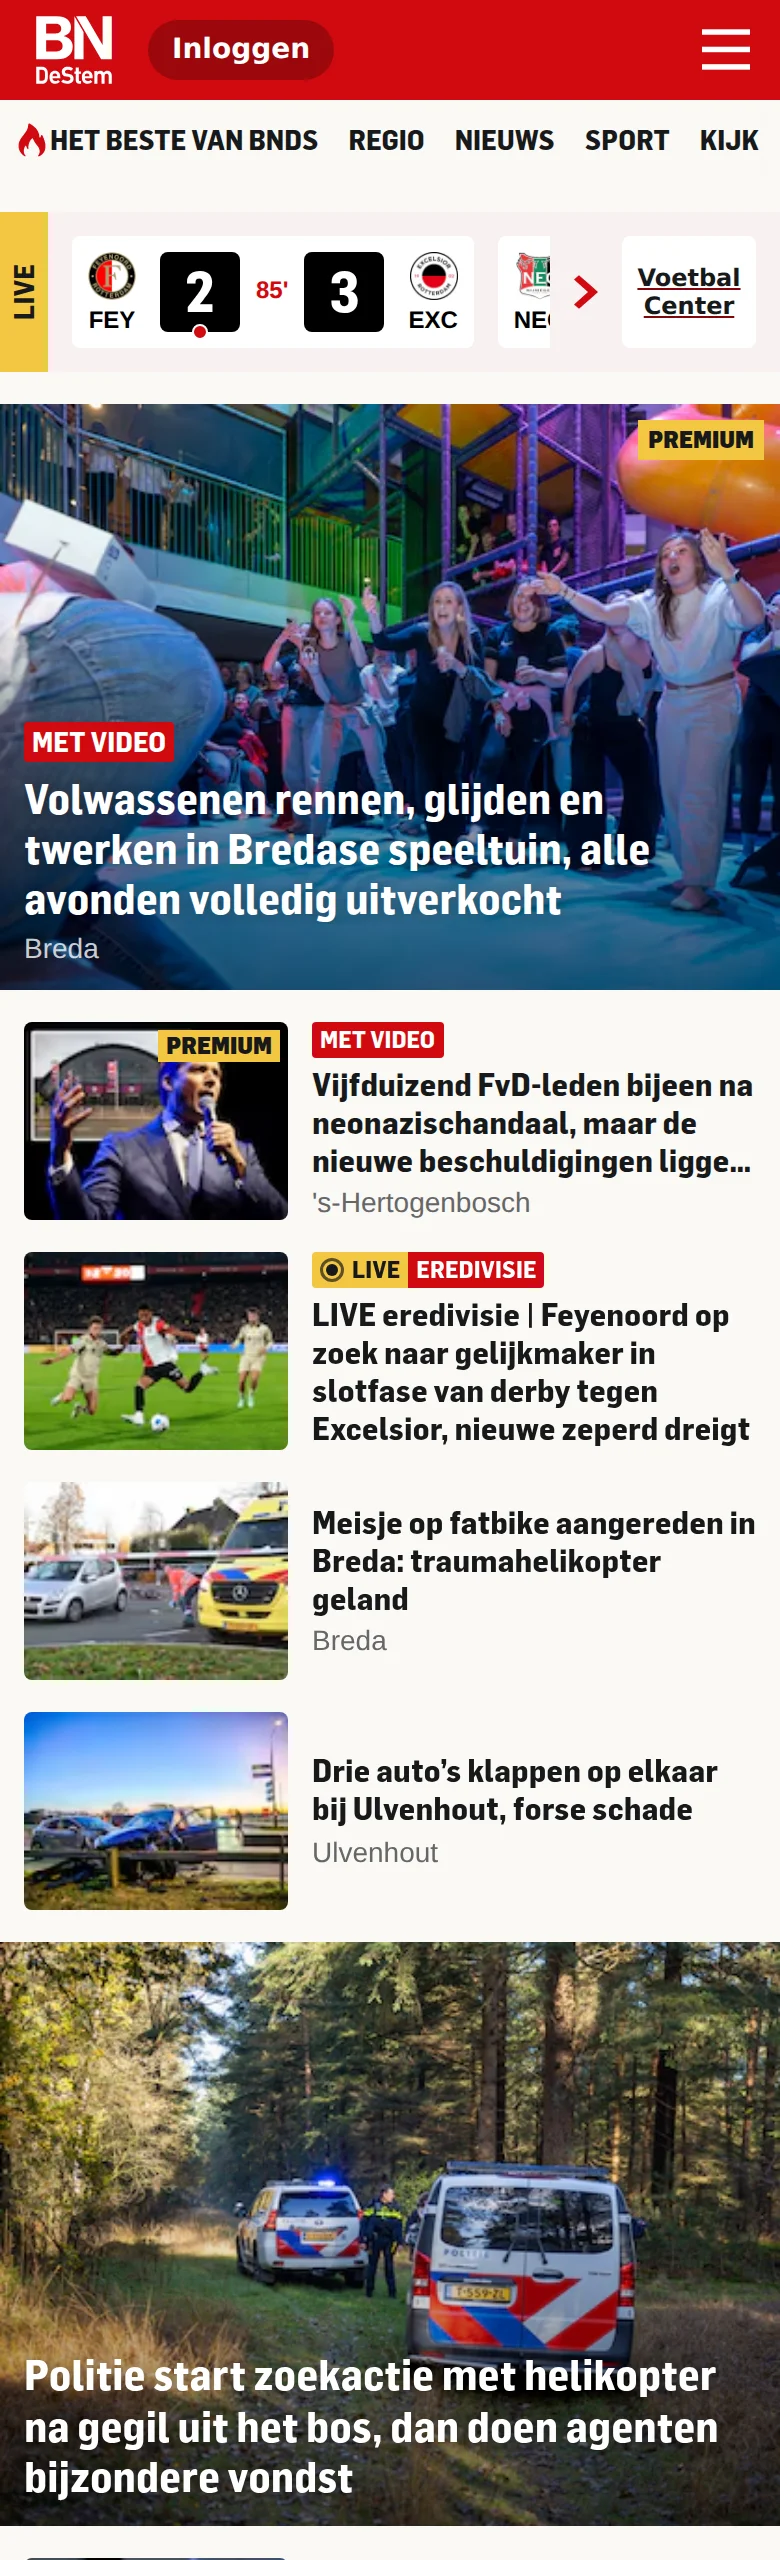 BN
DeStem
Inloggen
HET BESTE VAN BNDS REGIO NIEUWS SPORT KIJK
LIVE
FEY
2
85'
3
EXC
NEC
Voetbal
Center
PREMIUM
MET VIDEO
Volwassenen rennen, glijden en
twerken in Bredase speeltuin, alle
avonden volledig uitverkocht
Breda
PREMIUM
MET VIDEO
Vijfduizend FvD-leden bijeen na
neonazischandaal, maar de
nieuwe beschuldigingen ligge...
's-Hertogenbosch
LIVE EREDIVISIE
LIVE eredivisie | Feyenoord op
zoek naar gelijkmaker in
slotfase van derby tegen
Excelsior, nieuwe zeperd dreigt
Meisje op fatbike aangereden in
Breda: traumahelikopter
geland
Breda
Drie auto’s klappen op elkaar
bij Ulvenhout, forse schade
Ulvenhout
POLITIE
Politie start zoekactie met helikopter
na gegil uit het bos, dan doen agenten
bijzondere vondst